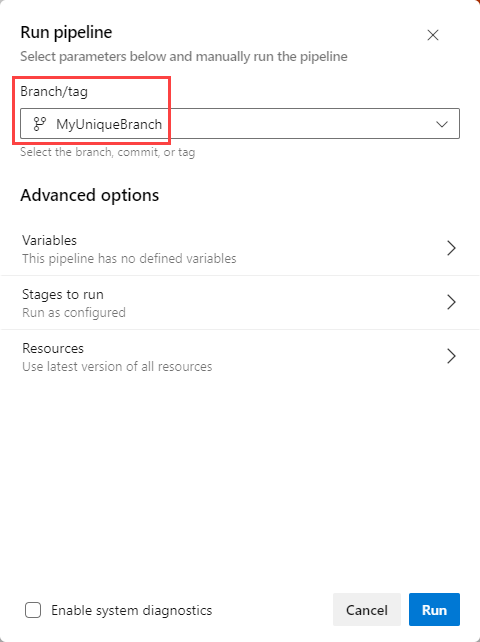 Run pipeline
Select parameters below and manually run the pipeline
Branch/tag
MyUniqueBranch
Select the branch, commit, or tag
Advanced options
Variables
This pipeline has no defined variables
Stages to run
Run as configured
Resources
Use latest version of all resources
Enable system diagnostics
Cancel
Run